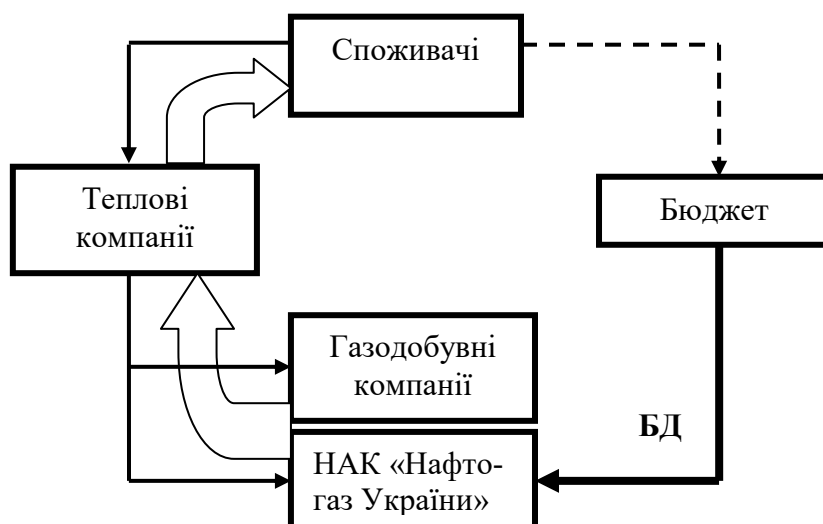 Споживачі
Теплові
компанії
Бюджет
Газодобувні
компанії
БД
НАК «Нафто-
газ України»